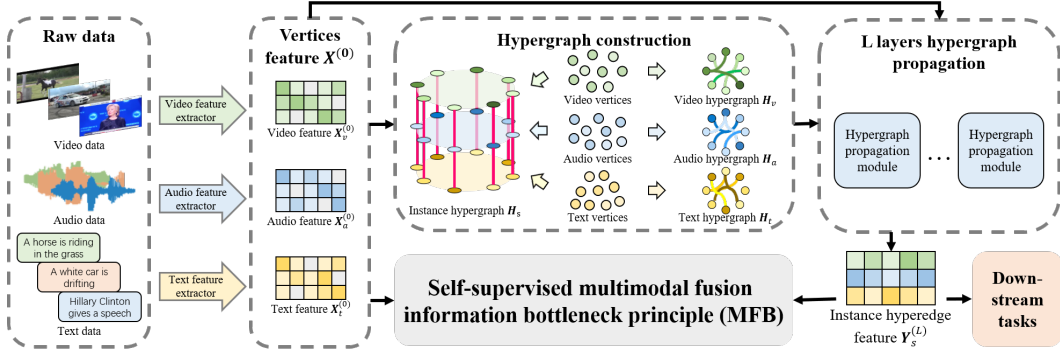 Raw data
Video data
Audio data
A horse is riding
in the grass
A white car is
drifting
Hillary Clinton
gives a speech
Text data
Video feature
extractor
Audio feature
extractor
Text feature
extractor
Vertices
feature X^(0)
Video feature X_v^(0)
Audio feature X_a^(0)
Text feature X_t^(0)
Hypergraph construction
Instance hypergraph H_s
Video vertices
Audio vertices
Text vertices
Video hypergraph H_v
Audio hypergraph H_a
Text hypergraph H_t
L layers hypergraph
propagation
Hypergraph
propagation
module
...
Hypergraph
propagation
module
Self-supervised multimodal fusion
information bottleneck principle (MFB)
Instance hyperedge
feature Y_s^(L)
Down-
stream
tasks